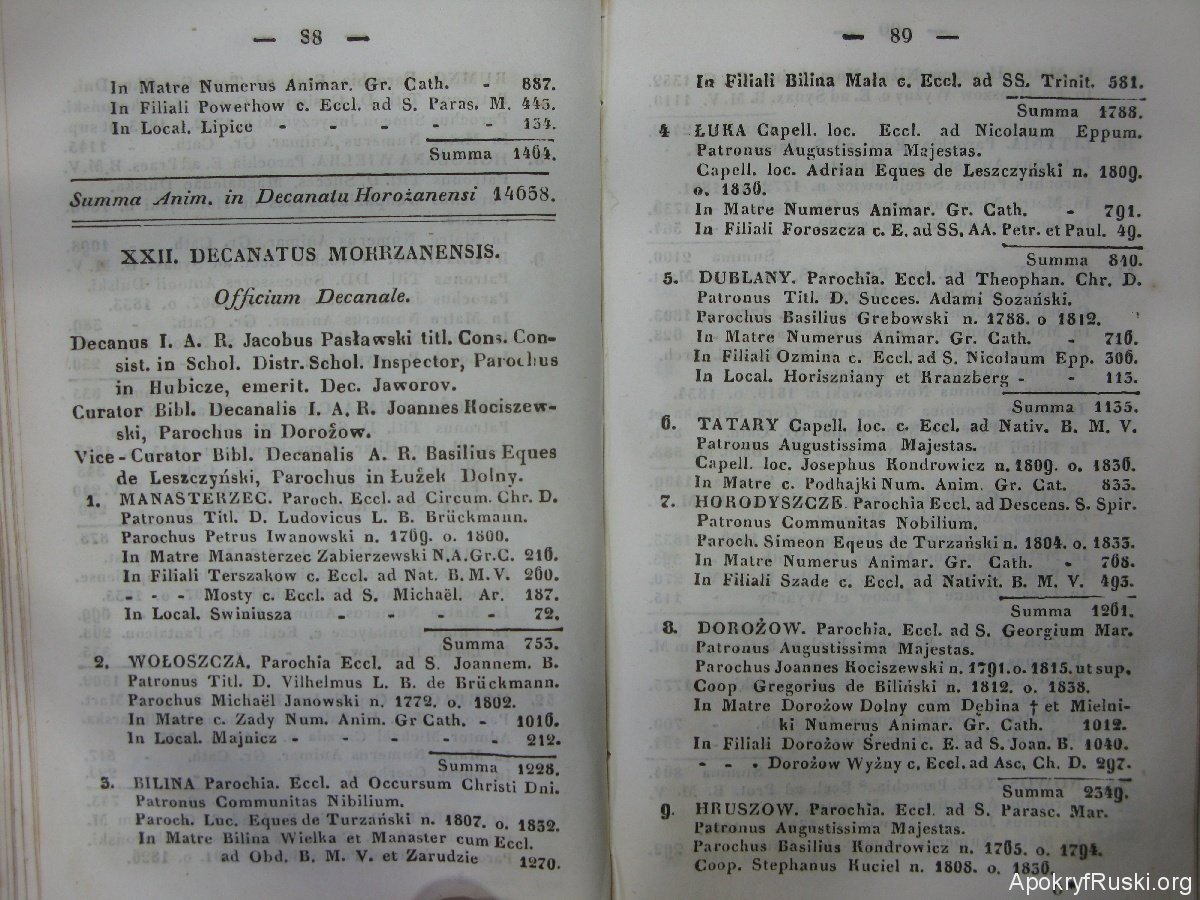 — 88 —
In Matre Numerus Animar. Gr. Cath. - 887.
In Filiali Powerhow c. Eccl. ad S. Paras. M. 443.
In Local. Lipice - - - - - 134.
Summa 1464.
Summa Anim. in Decanatu Horożanensi 14638.
XXII. DECANATUS MOKRZANENSIS.
Officium Decanale.
Decanus I. A. R. Jacobus Pasławski titl. Cons. Con-
sist. in Schol. Distr. Schol. Inspector, Parochus
in Hubicze, emerit. Dec. Jaworov.
Curator Bibl. Decanalis I. A. R. Joannes Kociszew-
ski, Parochus in Dorożow.
Vice-Curator Bibl. Decanalis A. R. Basilius Eques
de Leszczyński, Parochus in Łużek Dolny.
1. MANASTERZEC. Paroch. Eccl. ad Circum. Chr. D.
Patronus Titl. D. Ludovicus L. B. Brückmann.
Parochus Petrus Iwanowski n. 1769. o. 1800.
In Matre Manasterzec Zabierzewski N.A.Gr.C. 216.
In Filiali Terszakow c. Eccl. ad Nat. B. M. V. 260.
- - - Mosty c. Eccl. ad S. Michaël. Ar. 187.
In Local. Swiniusza - - - - 72.
Summa 753.
2. WOŁOSZCZA. Parochia Eccl. ad S. Joannem. B.
Patronus Titl. D. Vilhelmus L. B. de Brückmann.
Parochus Michaël Janowski n. 1772. o. 1802.
In Matre c. Zady Num. Anim. Gr Cath. - 1016.
In Local. Majnicz - - - - - 212.
Summa 1228.
3. BILINA Parochia. Eccl. ad Occursum Christi Dni.
Patronus Communitas Nibilium.
Paroch. Luc. Eques de Turzański n. 1807. o. 1832.
In Matre Bilina Wielka et Manaster cum Eccl.
ad Obd. B. M. V. et Zarudzie 1270.
— 89 —
In Filiali Bilina Mała c. Eccl. ad SS. Trinit. 581.
Summa 1788.
4 ŁUKA Capell. loc. Eccl. ad Nicolaum Eppum.
Patronus Augustissima Majestas.
Capell. loc. Adrian Eques de Leszczyński n. 1809.
o. 1836.
In Matre Numerus Animar. Gr. Cath. - 791.
In Filiali Foroszcza c. E. ad SS. AA. Petr. et Paul. 49.
Summa 840.
5. DUBLANY. Parochia. Eccl. ad Theophan. Chr. D.
Patronus Titl. D. Succes. Adami Sozański.
Parochus Basilius Grebowski n. 1788. o 1812.
In Matre Numerus Animar. Gr. Cath. - 716.
In Filiali Ozmina c. Eccl. ad S. Nicolaum Epp. 306.
In Local. Horiszniany et Kranzberg - - 113.
Summa 1135.
6. TATARY Capell. loc. c. Eccl. ad Nativ. B. M. V.
Patronus Augustissima Majestas.
Capell. loc. Josephus Kondrowicz n. 1809. o. 1836.
In Matre c. Podhajki Num. Anim. Gr. Cat. 833.
7. HORODYSZCZE Parochia Eccl. ad Descens. S. Spir.
Patronus Communitas Nobilium.
Paroch. Simeon Eqeus de Turzański n. 1804. o. 1833.
In Matre Numerus Animar. Gr. Cath. - 768.
In Filiali Szade c. Eccl. ad Nativit. B. M. V. 493.
Summa 1261.
8. DOROŻOW. Parochia. Eccl. ad S. Georgium Mar.
Patronus Augustissima Majestas.
Parochus Joannes Kociszewski n. 1791. o. 1815. ut sup.
Coop Gregorius de Biliński n. 1812. o. 1838.
In Matre Dorożow Dolny cum Dębina † et Mielni-
ki Numerus Animar. Gr. Cath. 1012.
In Filiali Dorożow Średni c. E. ad S. Joan. B. 1040.
- - - Dorożow Wyżny c. Eccl. ad Asc. Ch. D. 297.
Summa 2349.
9. HRUSZOW. Parochia. Eccl. ad S. Parasc. Mar.
Patronus Augustissima Majestas.
Parochus Basilius Kondrowicz n. 1765. o. 1794.
Coop. Stephanus Kuciel n. 1808. o. 1836
ApokryfRuski.org